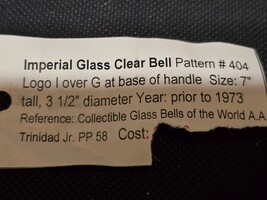 Imperial Glass Clear Bell Pattern # 404
Logo I over G at base of handle Size: 7"
tall, 3 1/2" diameter Year: prior to 1973
Reference: Collectible Glass Bells of the World A.A.
Trinidad Jr. PP 58 Cost: